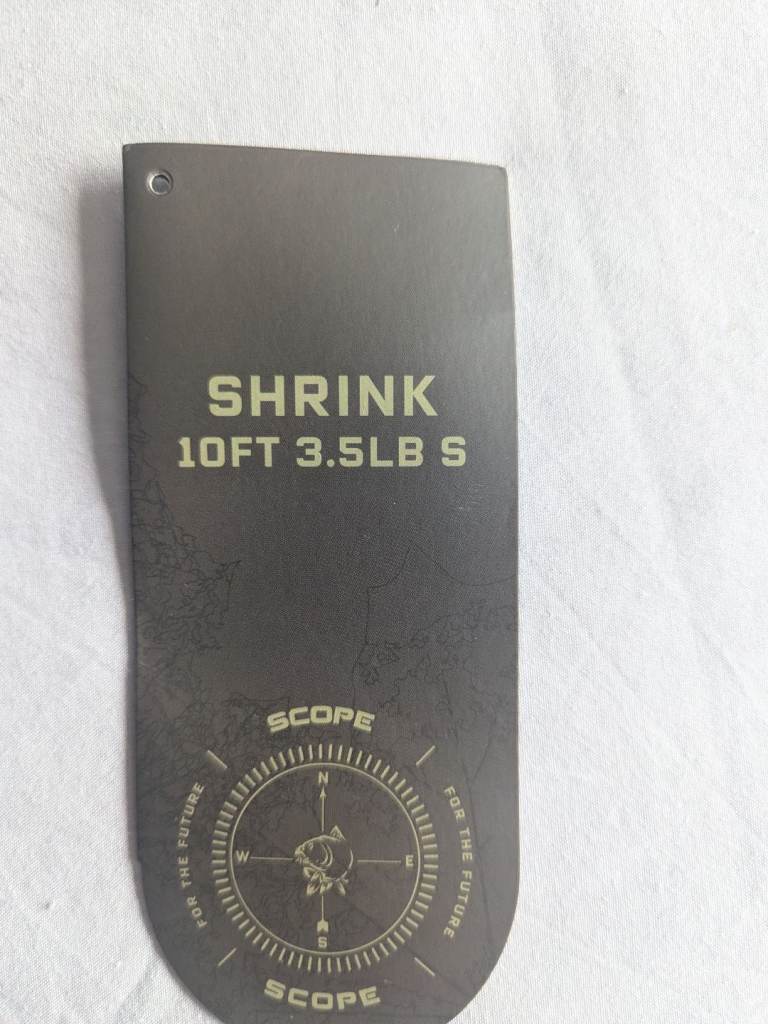 SHRINK
10FT 3.5LB S
SCOPE
N
FOR THE FUTURE
W
E
FOR THE FUTURE
S
SCOPE